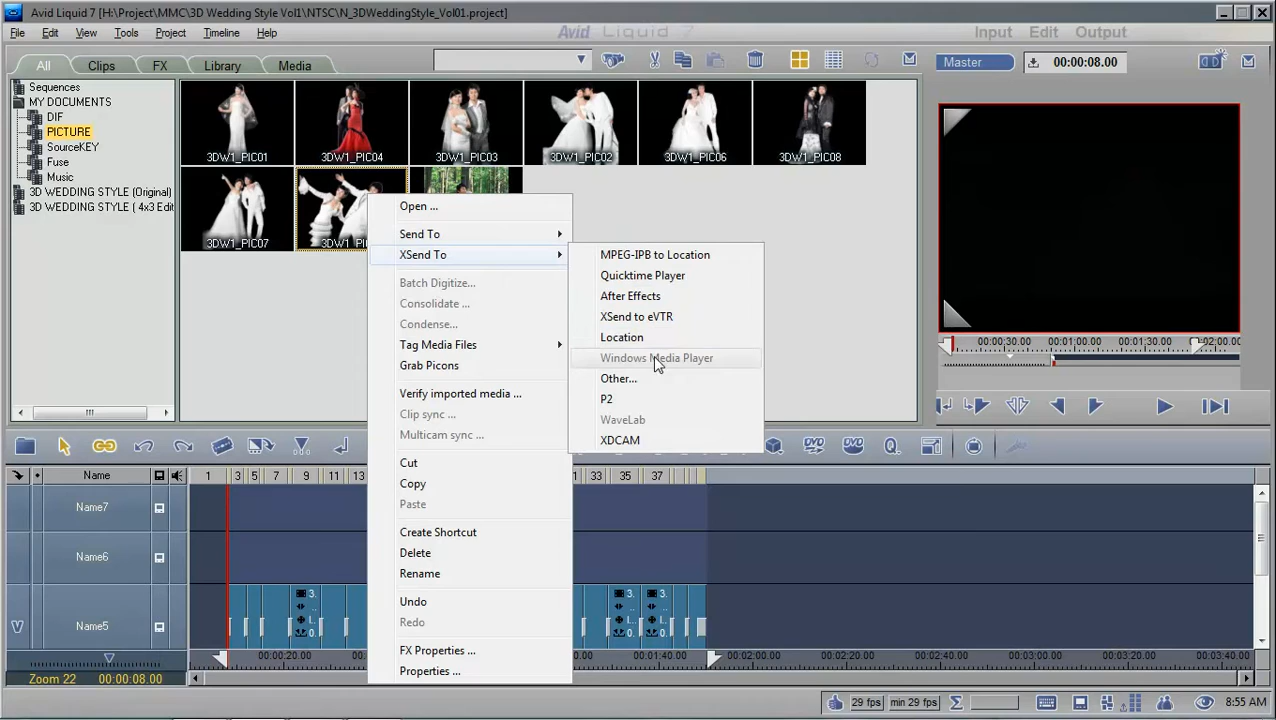 Avid Liquid 7 [H:\Project\MMC\3D Wedding Style Vol1\NTSC\N_3DWeddingStyle_Vol01.project]
File Edit View Tools Project Timeline Help
Avid Liquid 7
Input Edit Output
All Clips FX Library Media
Master 00:00:08.00
Sequences
MY DOCUMENTS
DIF
PICTURE
SourceKEY
Fuse
Music
3D WEDDING STYLE (Original)
3D WEDDING STYLE ( 4x3 Edit
3DW1_PIC01 3DW1_PIC04 3DW1_PIC03 3DW1_PIC02 3DW1_PIC06 3DW1_PIC08
3DW1_PIC07
Open ...
Send To
XSend To
Batch Digitize...
Consolidate ...
Condense...
Tag Media Files
Grab Picons
Verify imported media ...
Clip sync ...
Multicam sync ...
Cut
Copy
Paste
Create Shortcut
Delete
Rename
Undo
Redo
FX Properties ...
Properties ...
MPEG-IPB to Location
Quicktime Player
After Effects
XSend to eVTR
Location
Windows Media Player
Other...
P2
WaveLab
XDCAM
00:00:30.00 00:01:00.00 00:01:30.00
DVD DVD Q
Name 1 3 5 7 9 11 13 33 35 37
Name7
Name6
Name5
00:00:20.00 00:01:40.00 00:02:00.00 00:02:20.00 00:02:40.00 00:03:00.00 00:03:20.00 00:03:40.00
Zoom 22 00:00:08.00
29 fps min 29 fps 8:55 AM